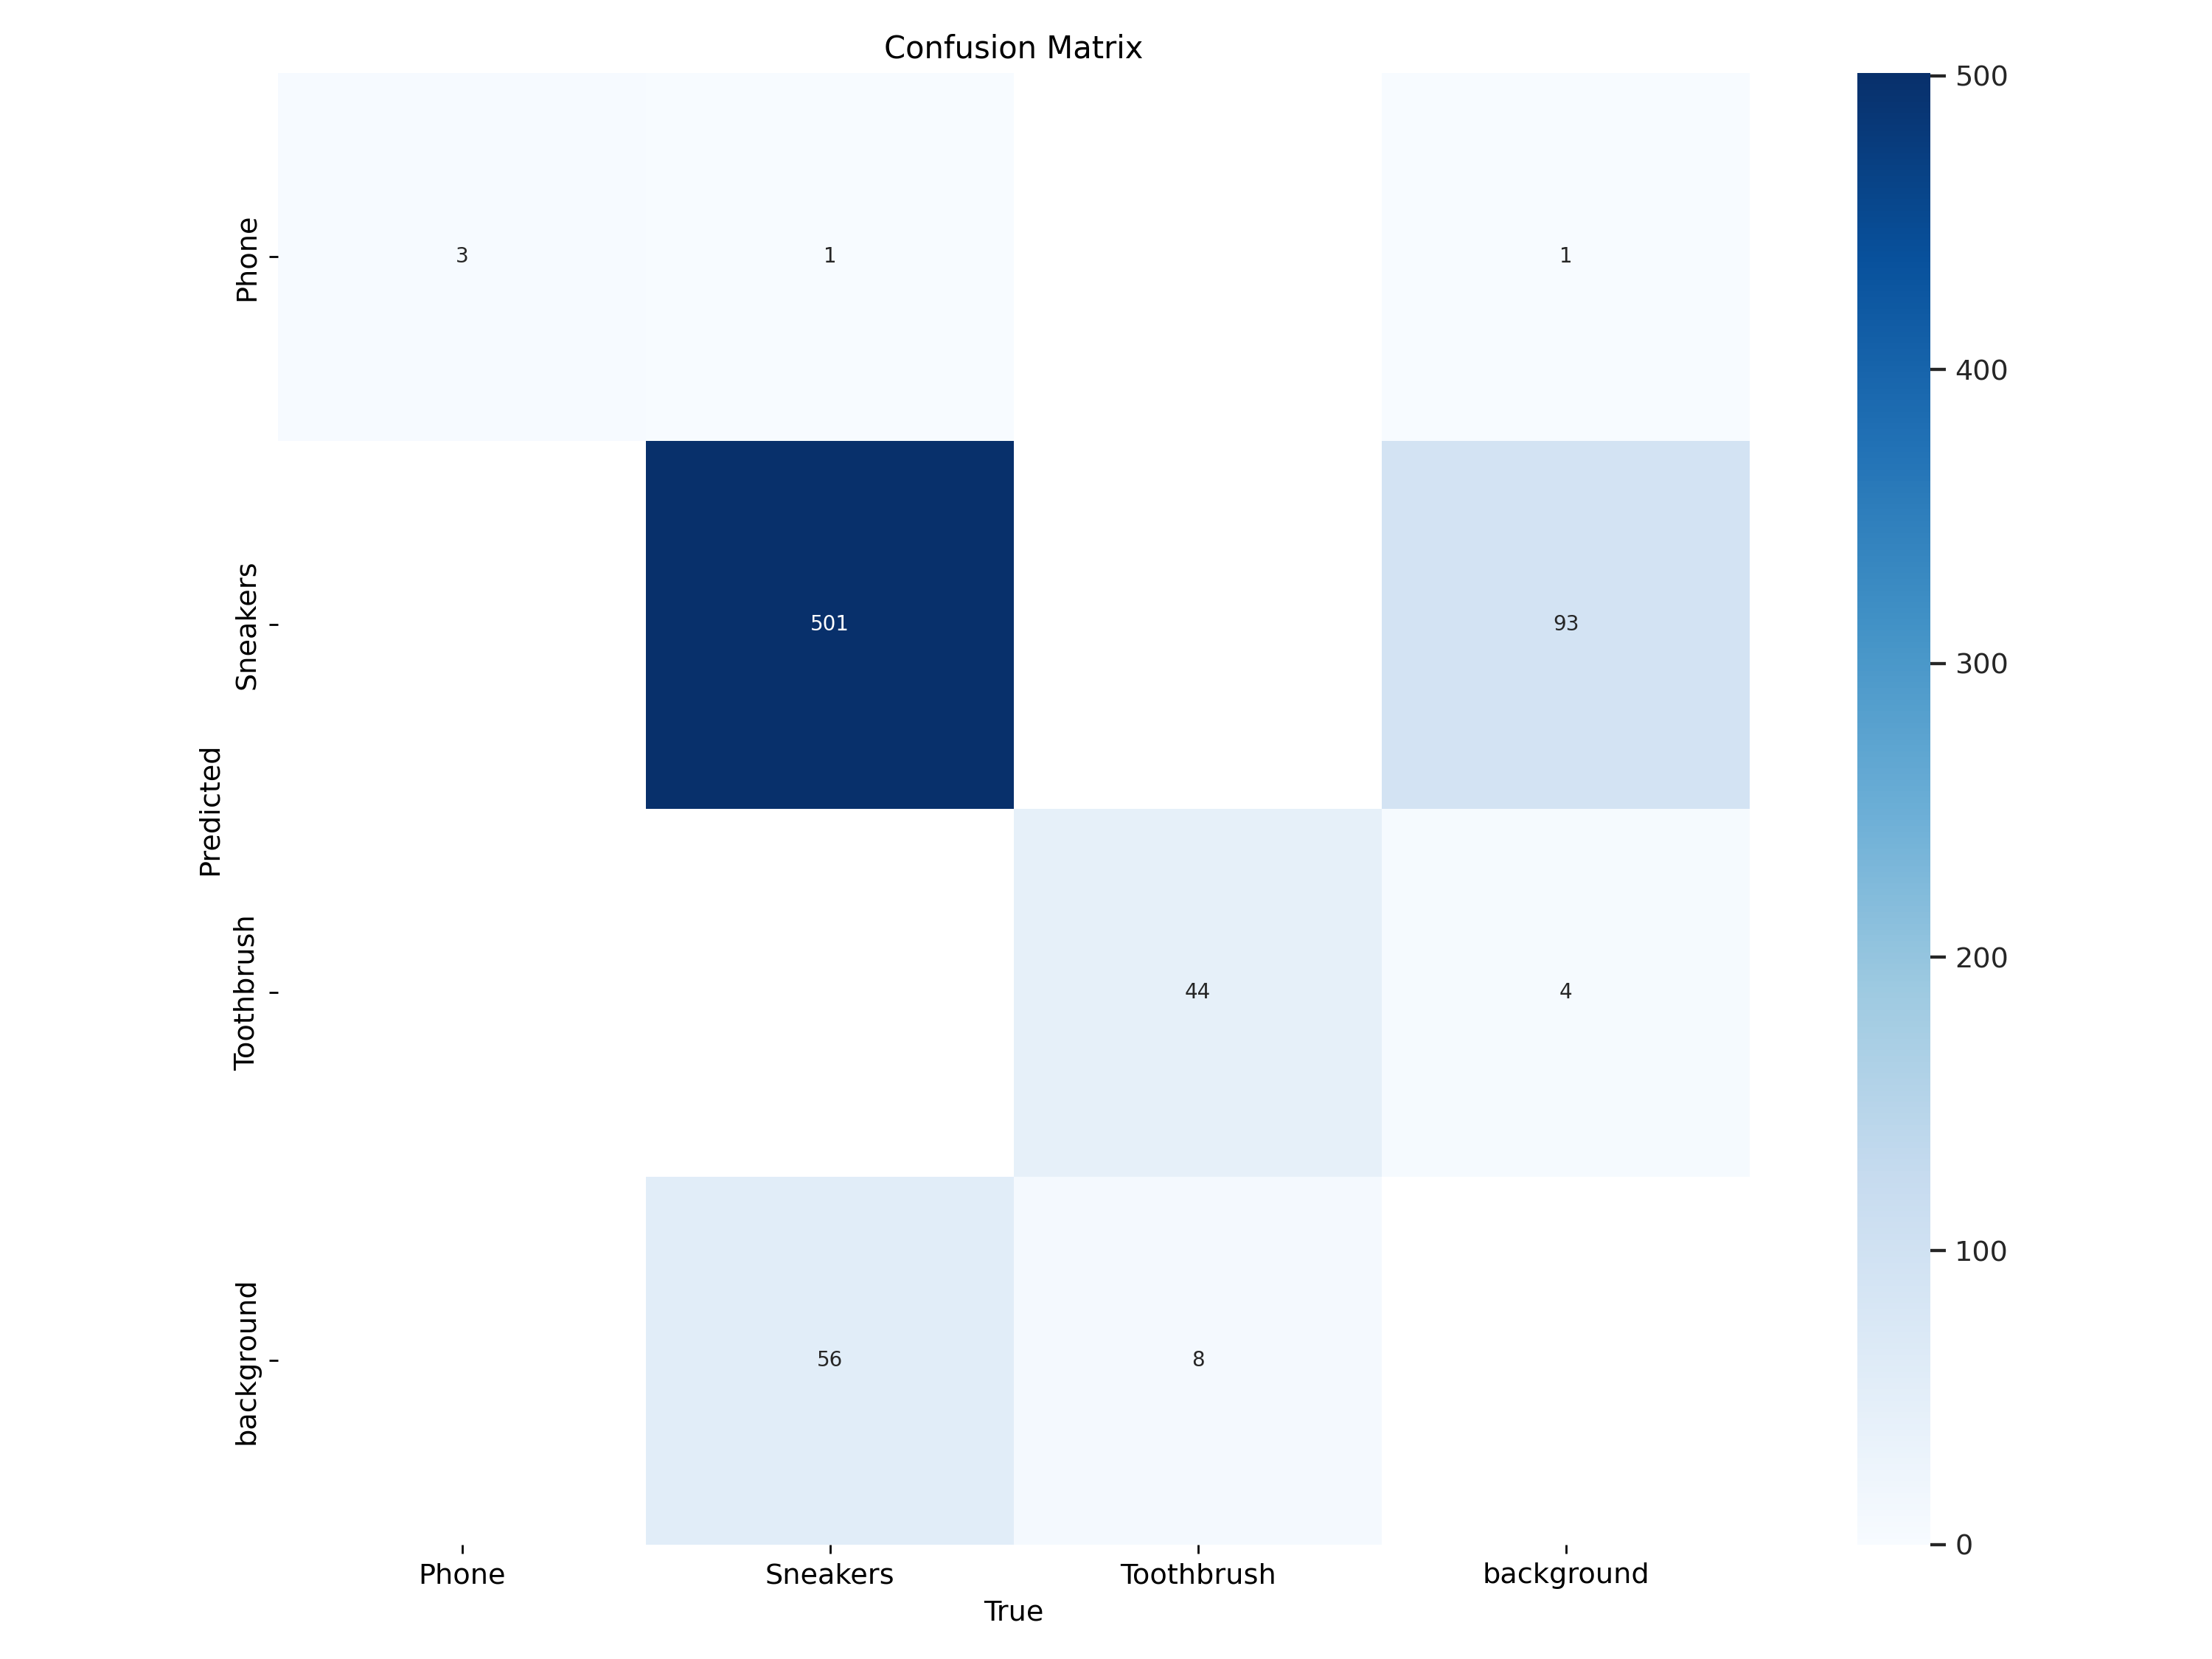 Confusion Matrix
Phone
3
1
1
Sneakers
501
93
Predicted
Toothbrush
44
4
background
56
8
Phone
Sneakers
Toothbrush
background
True
500
400
300
200
100
0